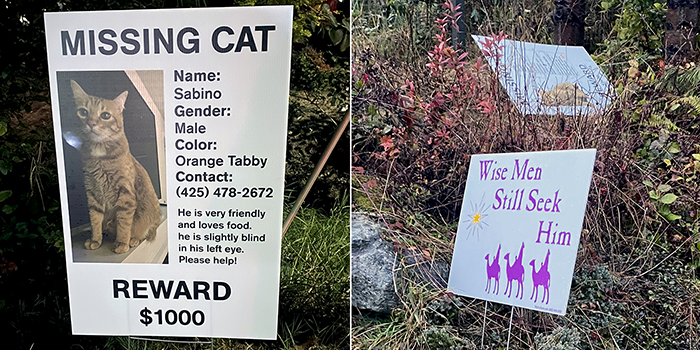 MISSING CAT
Name:
Sabino
Gender:
Male
Color:
Orange Tabby
Contact:
(425) 478-2672
He is very friendly
and loves food.
he is slightly blind
in his left eye.
Please help!
REWARD
$1000
Wise Men
Still Seek
Him